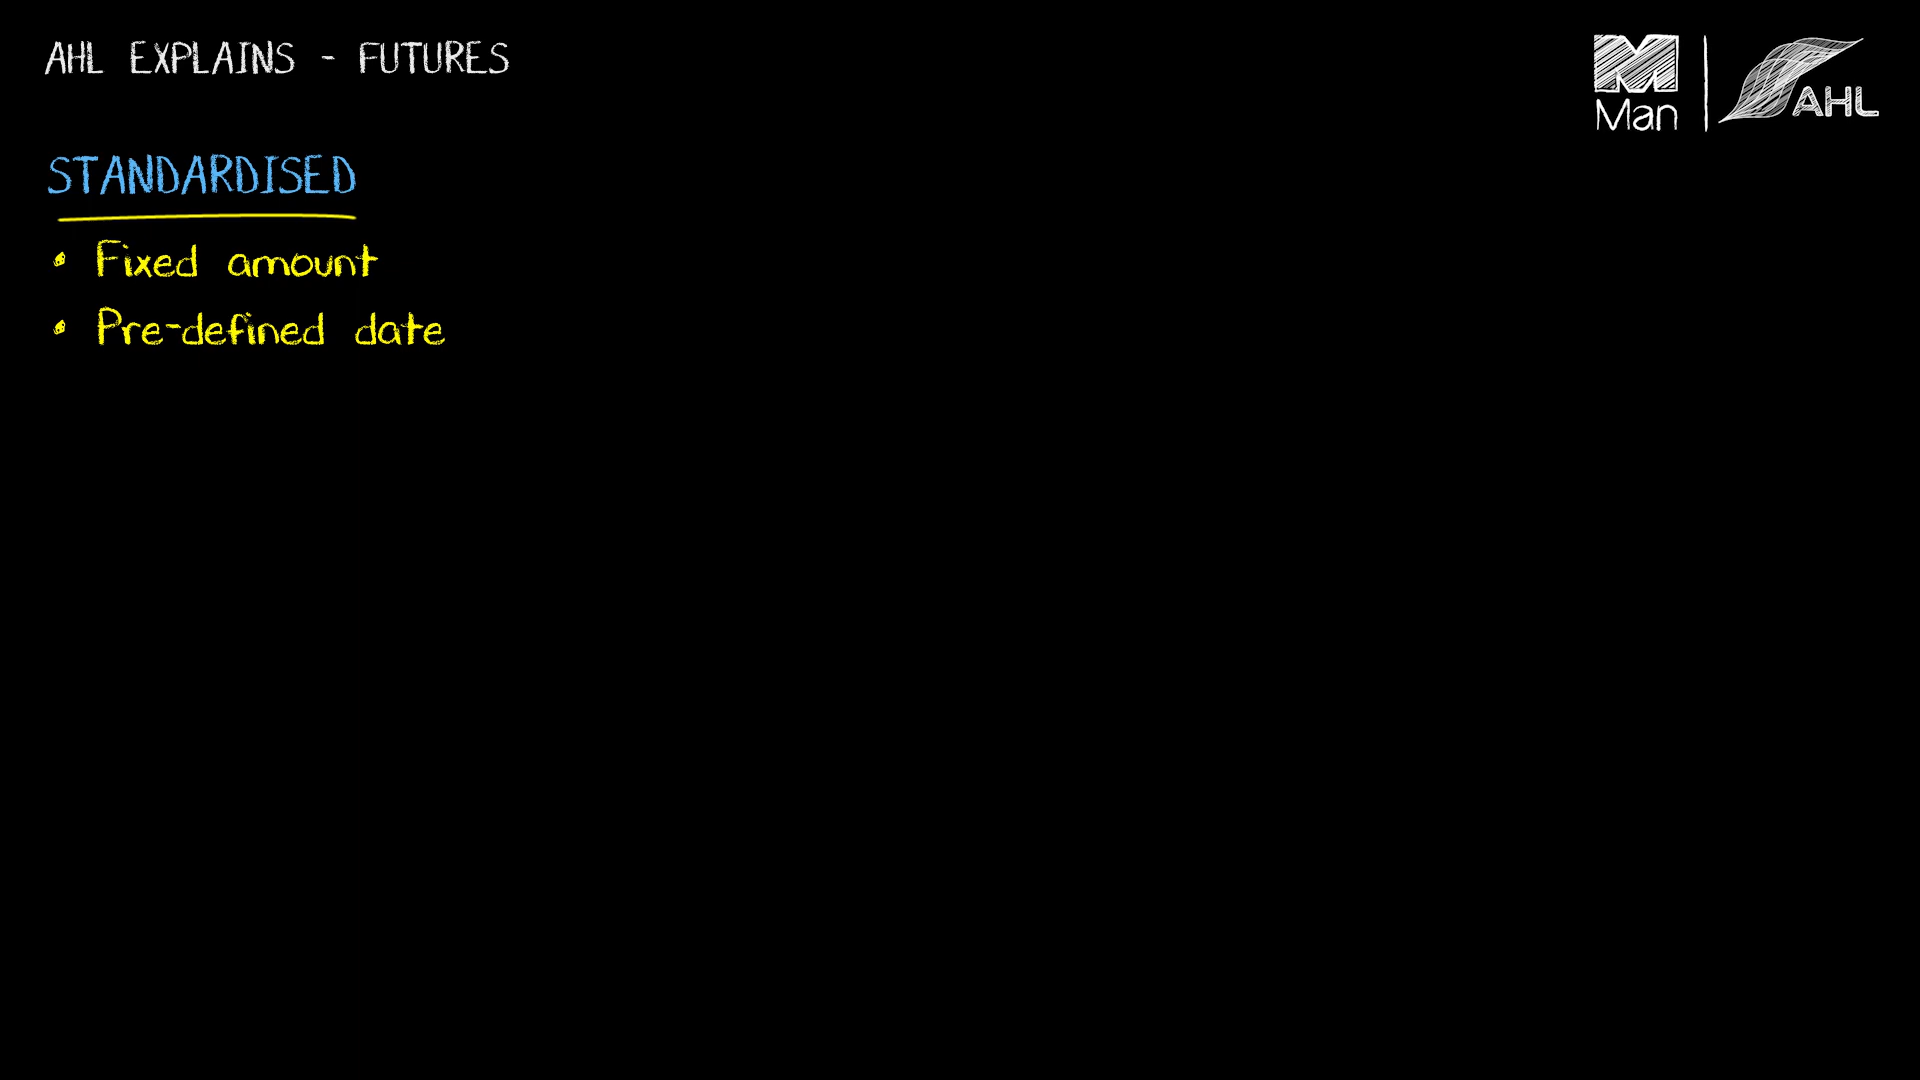 AHL EXPLAINS - FUTURES
Man
AHL
STANDARDISED
• Fixed amount
• Pre-defined date